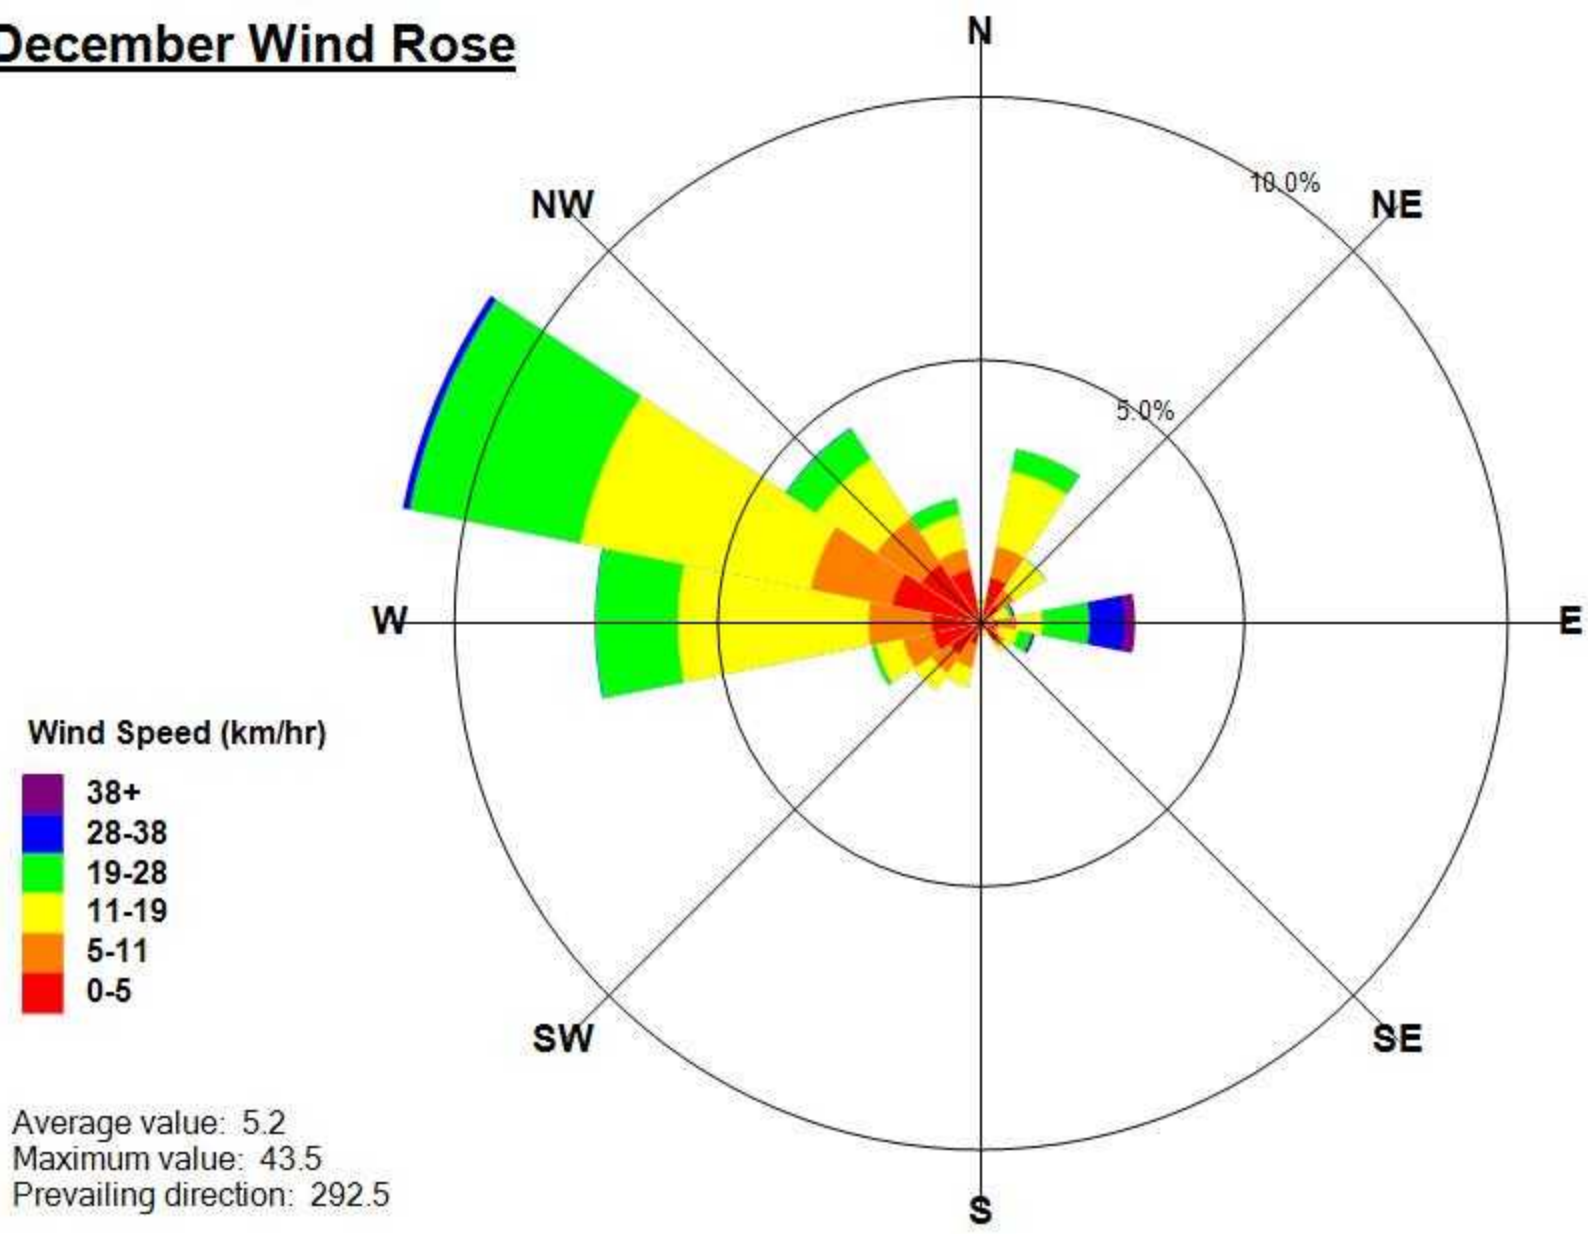 December Wind Rose
N
NW
NE
10.0%
5.0%
W
E
SW
SE
S
Wind Speed (km/hr)
38+
28-38
19-28
11-19
5-11
0-5
Average value: 5.2
Maximum value: 43.5
Prevailing direction: 292.5